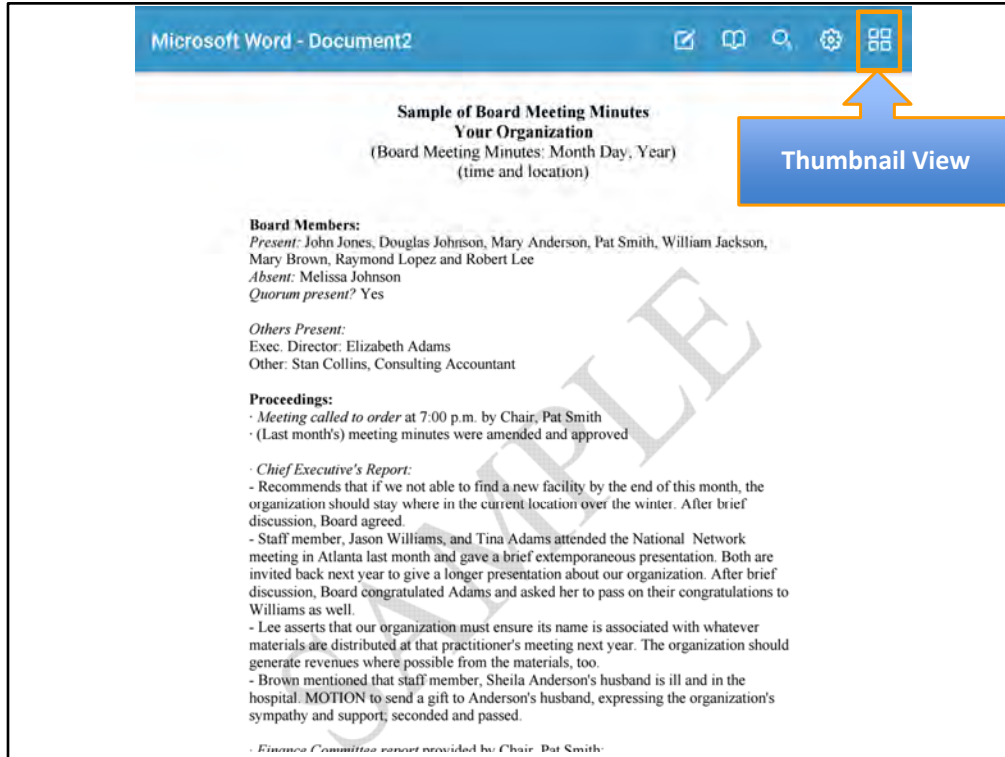 Microsoft Word - Document2
Thumbnail View
Sample of Board Meeting Minutes
Your Organization
(Board Meeting Minutes: Month Day, Year)
(time and location)
Board Members:
Present: John Jones, Douglas Johnson, Mary Anderson, Pat Smith, William Jackson,
Mary Brown, Raymond Lopez and Robert Lee
Absent: Melissa Johnson
Quorum present? Yes
Others Present:
Exec. Director: Elizabeth Adams
Other: Stan Collins, Consulting Accountant
Proceedings:
· Meeting called to order at 7:00 p.m. by Chair, Pat Smith
· (Last month's) meeting minutes were amended and approved
· Chief Executive's Report:
- Recommends that if we not able to find a new facility by the end of this month, the
organization should stay where in the current location over the winter. After brief
discussion, Board agreed.
- Staff member, Jason Williams, and Tina Adams attended the National Network
meeting in Atlanta last month and gave a brief extemporaneous presentation. Both are
invited back next year to give a longer presentation about our organization. After brief
discussion, Board congratulated Adams and asked her to pass on their congratulations to
Williams as well.
- Lee asserts that our organization must ensure its name is associated with whatever
materials are distributed at that practitioner's meeting next year. The organization should
generate revenues where possible from the materials, too.
- Brown mentioned that staff member, Sheila Anderson's husband is ill and in the
hospital. MOTION to send a gift to Anderson's husband, expressing the organization's
sympathy and support; seconded and passed.
· Finance Committee report provided by Chair, Pat Smith:
SAMPLE